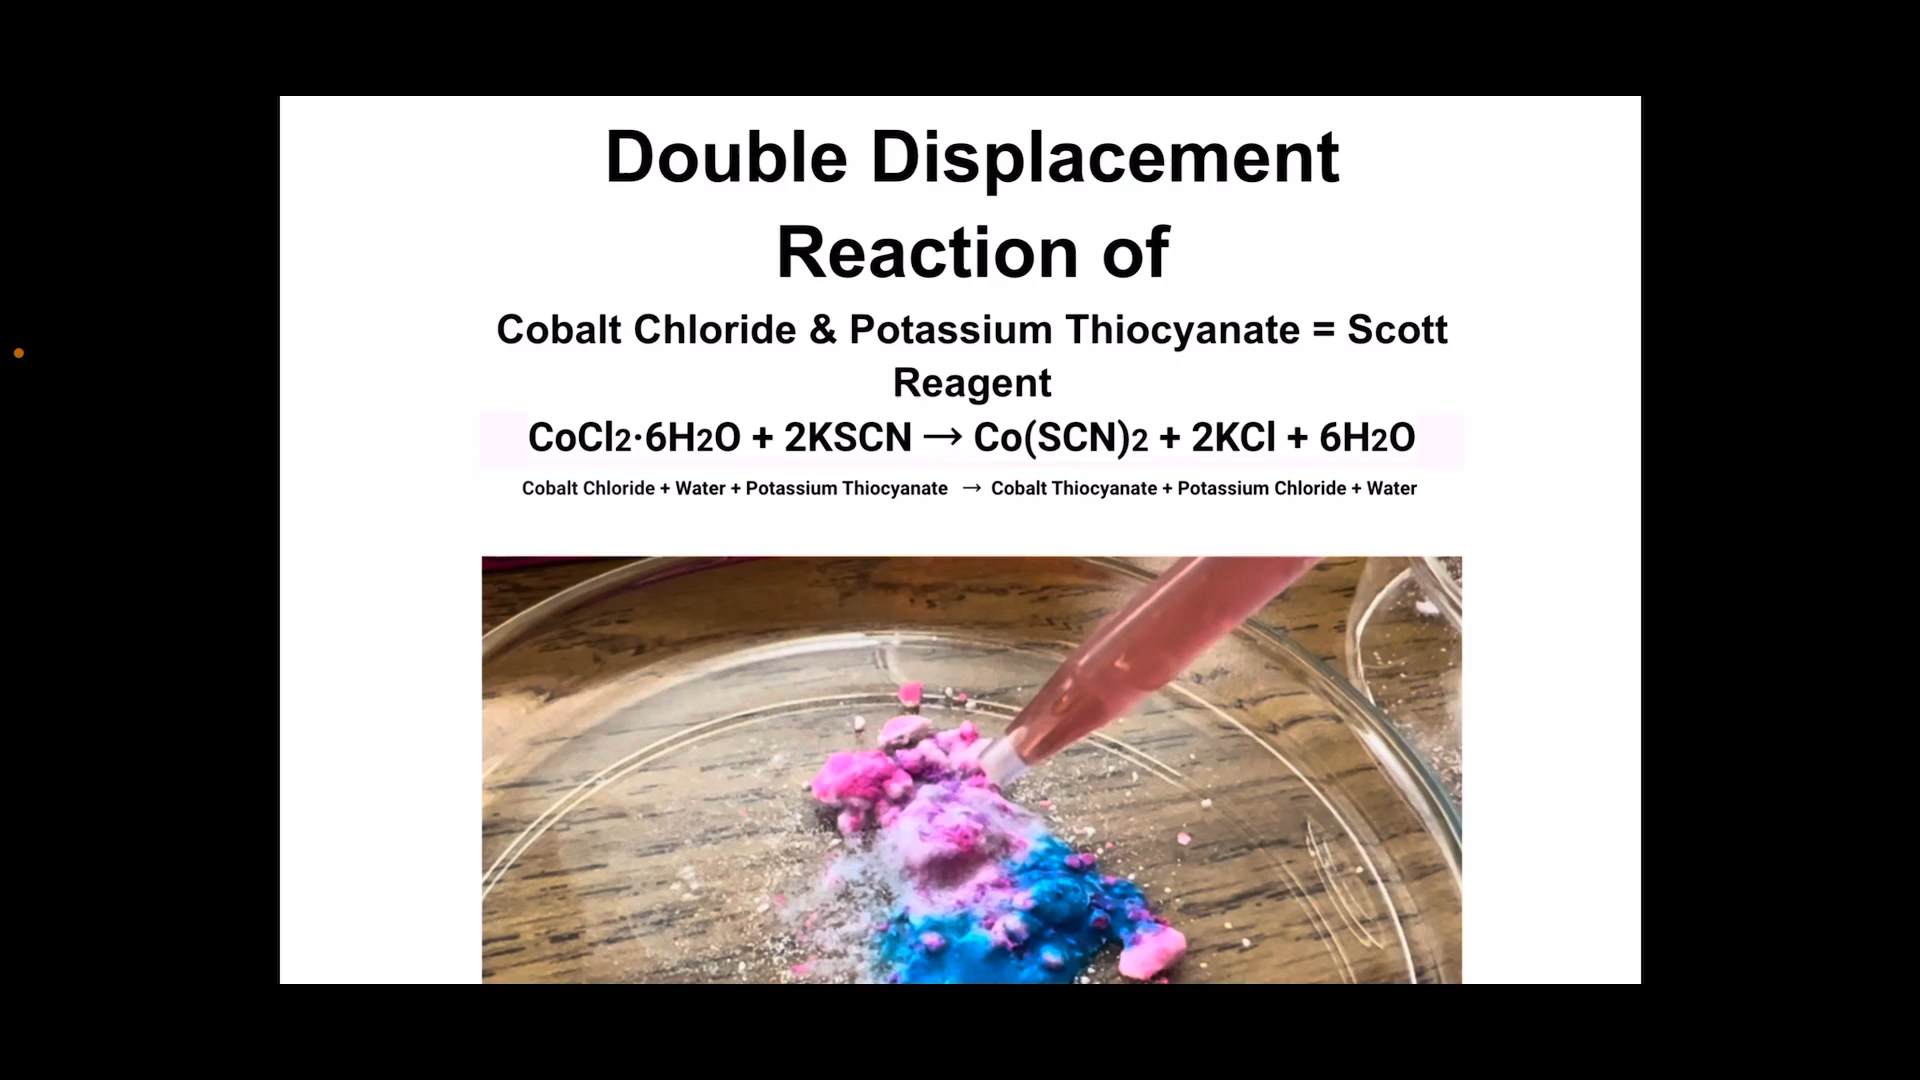 Double Displacement
Reaction of
Cobalt Chloride & Potassium Thiocyanate = Scott
Reagent
CoCl2·6H2O + 2KSCN → Co(SCN)2 + 2KCl + 6H2O
Cobalt Chloride + Water + Potassium Thiocyanate → Cobalt Thiocyanate + Potassium Chloride + Water